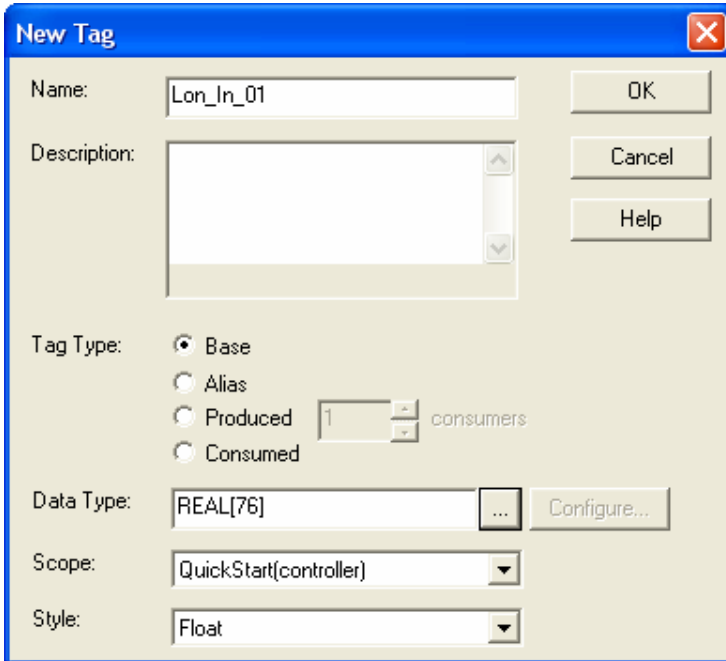 New Tag
Name: Lon_In_01 OK
Description: Cancel
Help
Tag Type: Base
Alias
Produced 1 consumers
Consumed
Data Type: REAL[76] ... Configure...
Scope: QuickStart(controller)
Style: Float